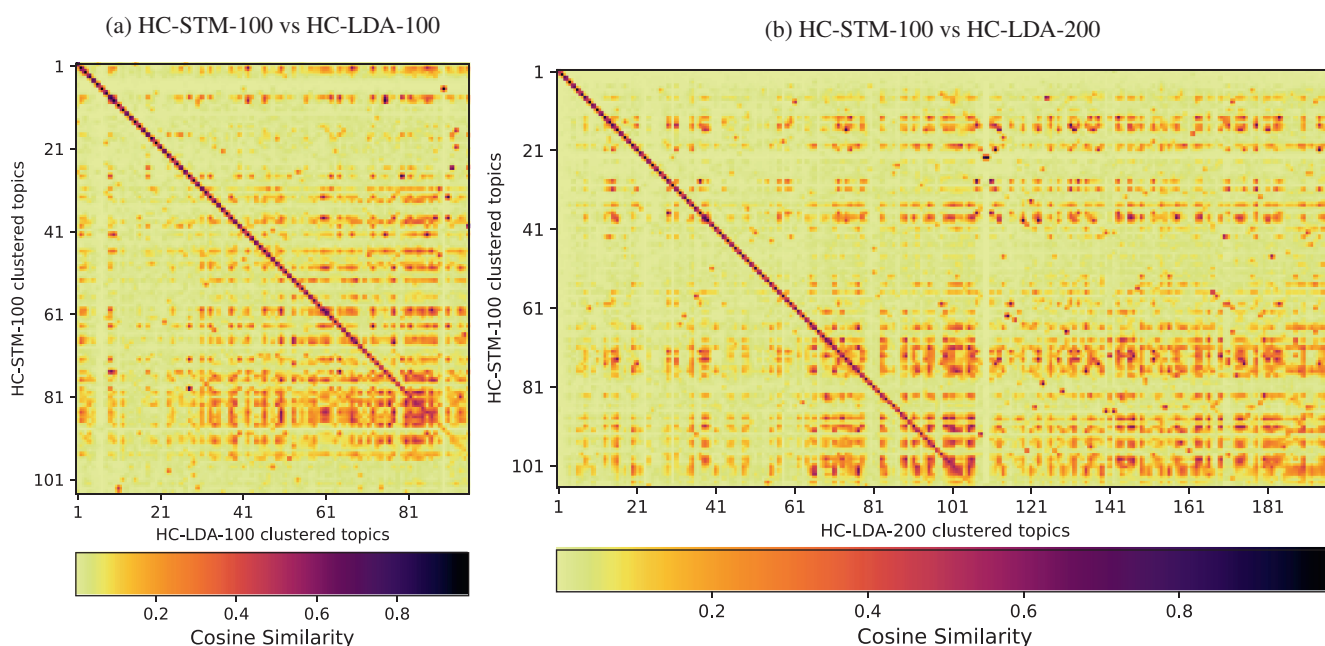 (a) HC-STM-100 vs HC-LDA-100
HC-STM-100 clustered topics
1
21
41
61
81
101
1 21 41 61 81
HC-LDA-100 clustered topics
0.2 0.4 0.6 0.8
Cosine Similarity
(b) HC-STM-100 vs HC-LDA-200
HC-STM-100 clustered topics
1
21
41
61
81
101
1 21 41 61 81 101 121 141 161 181
HC-LDA-200 clustered topics
0.2 0.4 0.6 0.8
Cosine Similarity